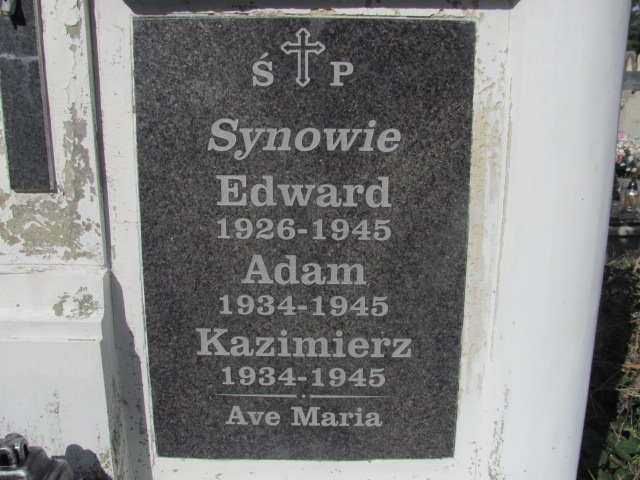 Ś P
Synowie
Edward
1926-1945
Adam
1934-1945
Kazimierz
1934-1945
Ave Maria